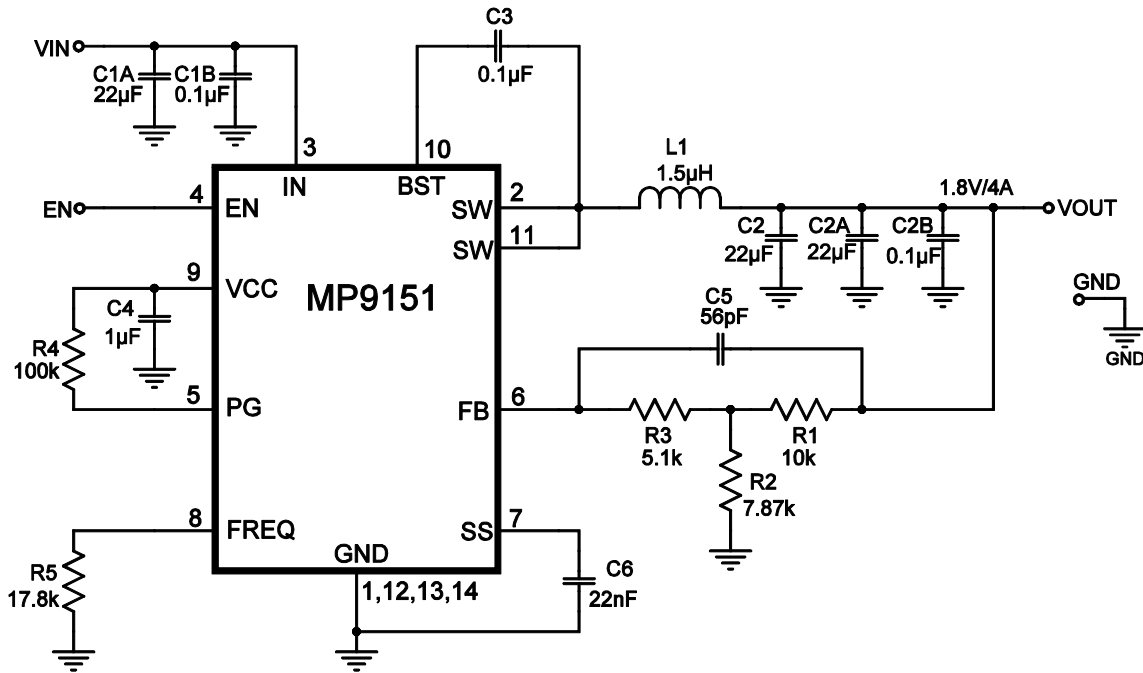 C3
0.1µF
VIN
C1A
22µF
C1B
0.1µF
3
10
IN
BST
L1
1.5µH
1.8V/4A
VOUT
EN
4
EN
SW
2
SW
11
C2
22µF
C2A
22µF
C2B
0.1µF
9
VCC
MP9151
C4
1µF
R4
100k
GND
GND
C5
56pF
5
PG
FB
6
R3
5.1k
R1
10k
R2
7.87k
8
FREQ
SS
7
GND
1,12,13,14
R5
17.8k
C6
22nF